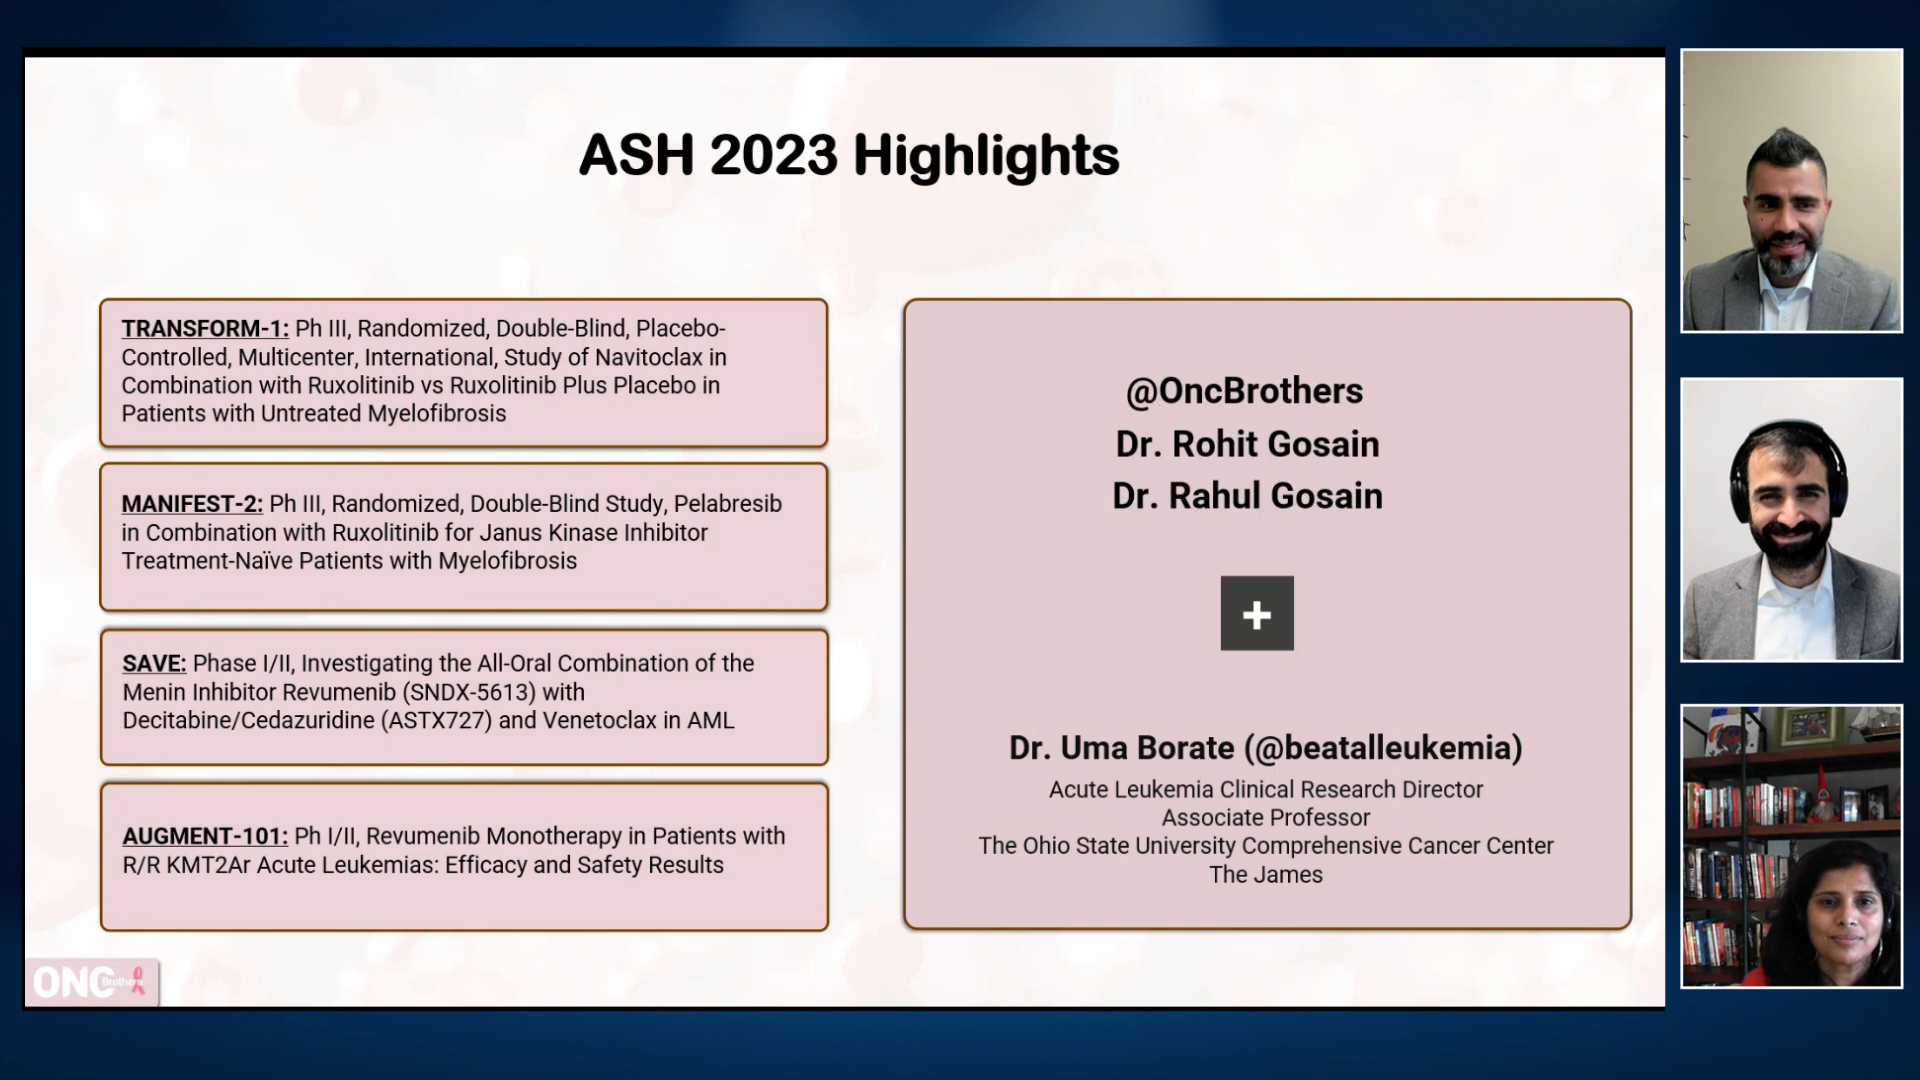 ASH 2023 Highlights
TRANSFORM-1: Ph III, Randomized, Double-Blind, Placebo-
Controlled, Multicenter, International, Study of Navitoclax in
Combination with Ruxolitinib vs Ruxolitinib Plus Placebo in
Patients with Untreated Myelofibrosis
MANIFEST-2: Ph III, Randomized, Double-Blind Study, Pelabresib
in Combination with Ruxolitinib for Janus Kinase Inhibitor
Treatment-Naïve Patients with Myelofibrosis
SAVE: Phase I/II, Investigating the All-Oral Combination of the
Menin Inhibitor Revumenib (SNDX-5613) with
Decitabine/Cedazuridine (ASTX727) and Venetoclax in AML
AUGMENT-101: Ph I/II, Revumenib Monotherapy in Patients with
R/R KMT2Ar Acute Leukemias: Efficacy and Safety Results
@OncBrothers
Dr. Rohit Gosain
Dr. Rahul Gosain
+
Dr. Uma Borate (@beatalleukemia)
Acute Leukemia Clinical Research Director
Associate Professor
The Ohio State University Comprehensive Cancer Center
The James
ONC Brothers